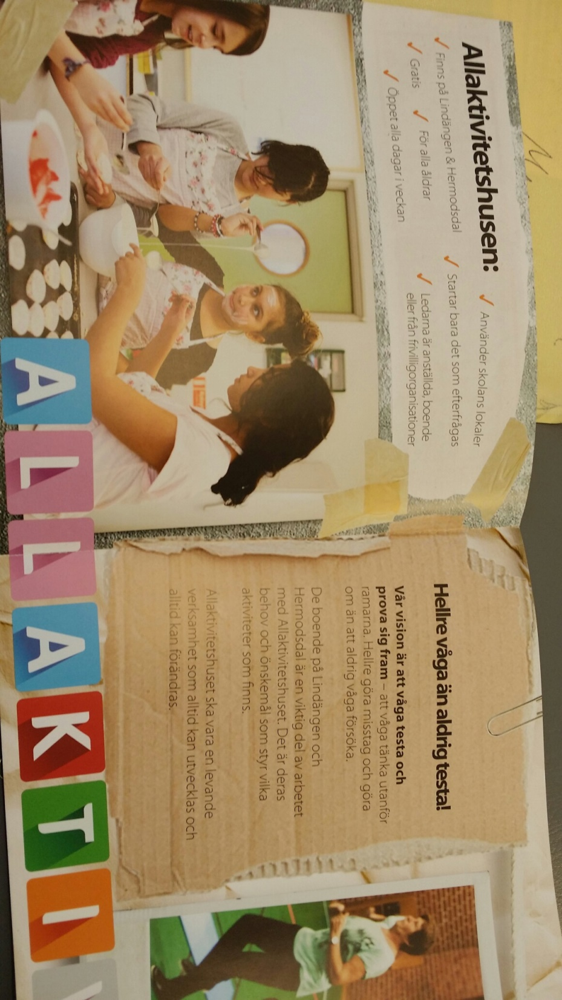 Allaktivitetshusen:
✓ Finns på Lindängen & Hermodsdal
✓ Gratis ✓ För alla åldrar
✓ Öppet alla dagar i veckan
✓ Använder skolans lokaler
✓ Startar bara det som efterfrågas
✓ Ledarna är anställda, boende
eller från frivilligorganisationer
Hellre våga än aldrig testa!
Vår vision är att våga testa och
prova sig fram – att våga tänka utanför
ramarna. Hellre göra misstag och göra
om än att aldrig våga försöka.
De boende på Lindängen och
Hermodsdal är en viktig del av arbetet
med Allaktivitetshuset. Det är deras
behov och önskemål som styr vilka
aktiviteter som finns.
Allaktivitetshuset ska vara en levande
verksamhet som alltid kan utvecklas och
alltid kan förändras.
ALLAKTIV